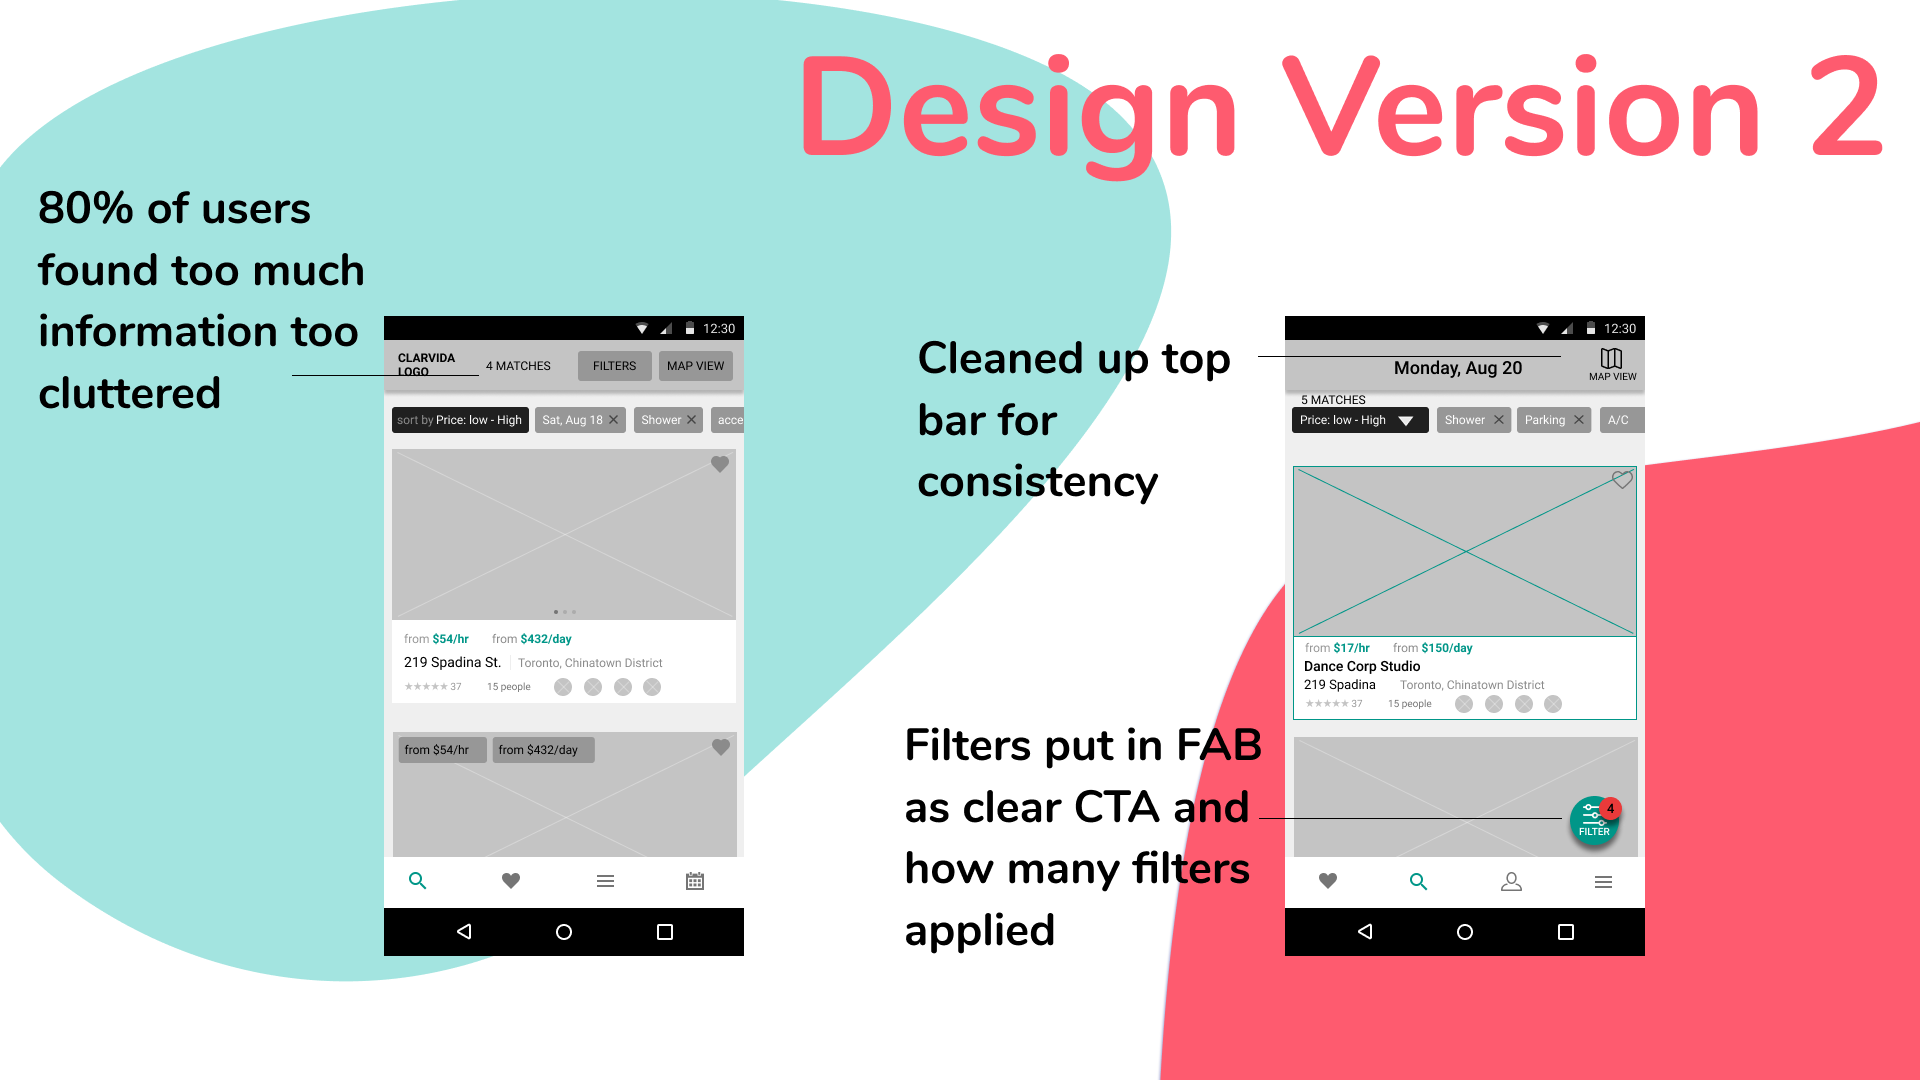 Design Version 2
80% of users
found too much
information too
cluttered
12:30
CLARVIDA
LOGO
4 MATCHES
FILTERS
MAP VIEW
sort by Price: low - High
Sat, Aug 18
Shower
acce
from $54/hr
from $432/day
219 Spadina St.
Toronto, Chinatown District
37
15 people
from $54/hr
from $432/day
Cleaned up top
bar for
consistency
Filters put in FAB
as clear CTA and
how many filters
applied
12:30
Monday, Aug 20
MAP VIEW
5 MATCHES
Price: low - High
Shower
Parking
A/C
from $17/hr
from $150/day
Dance Corp Studio
219 Spadina
Toronto, Chinatown District
37
15 people
4
FILTER